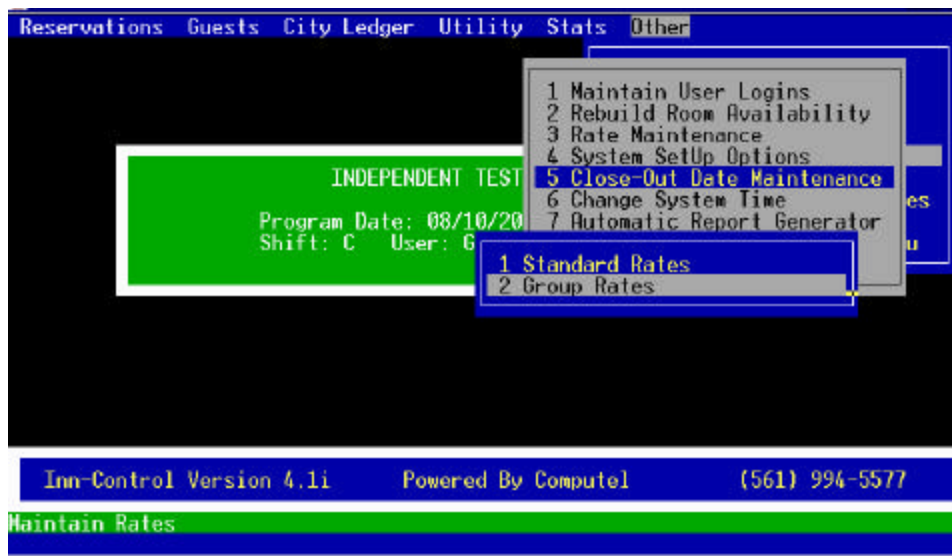 Reservations Guests City Ledger Utility Stats Other
1 Maintain User Logins
2 Rebuild Room Availability
3 Rate Maintenance
4 System SetUp Options
5 Close-Out Date Maintenance
6 Change System Time
7 Automatic Report Generator
es
u
INDEPENDENT TEST
Program Date: 08/10/20
Shift: C User: G
1 Standard Rates
2 Group Rates
Inn-Control Version 4.1i Powered By Computel (561) 994-5577
Maintain Rates